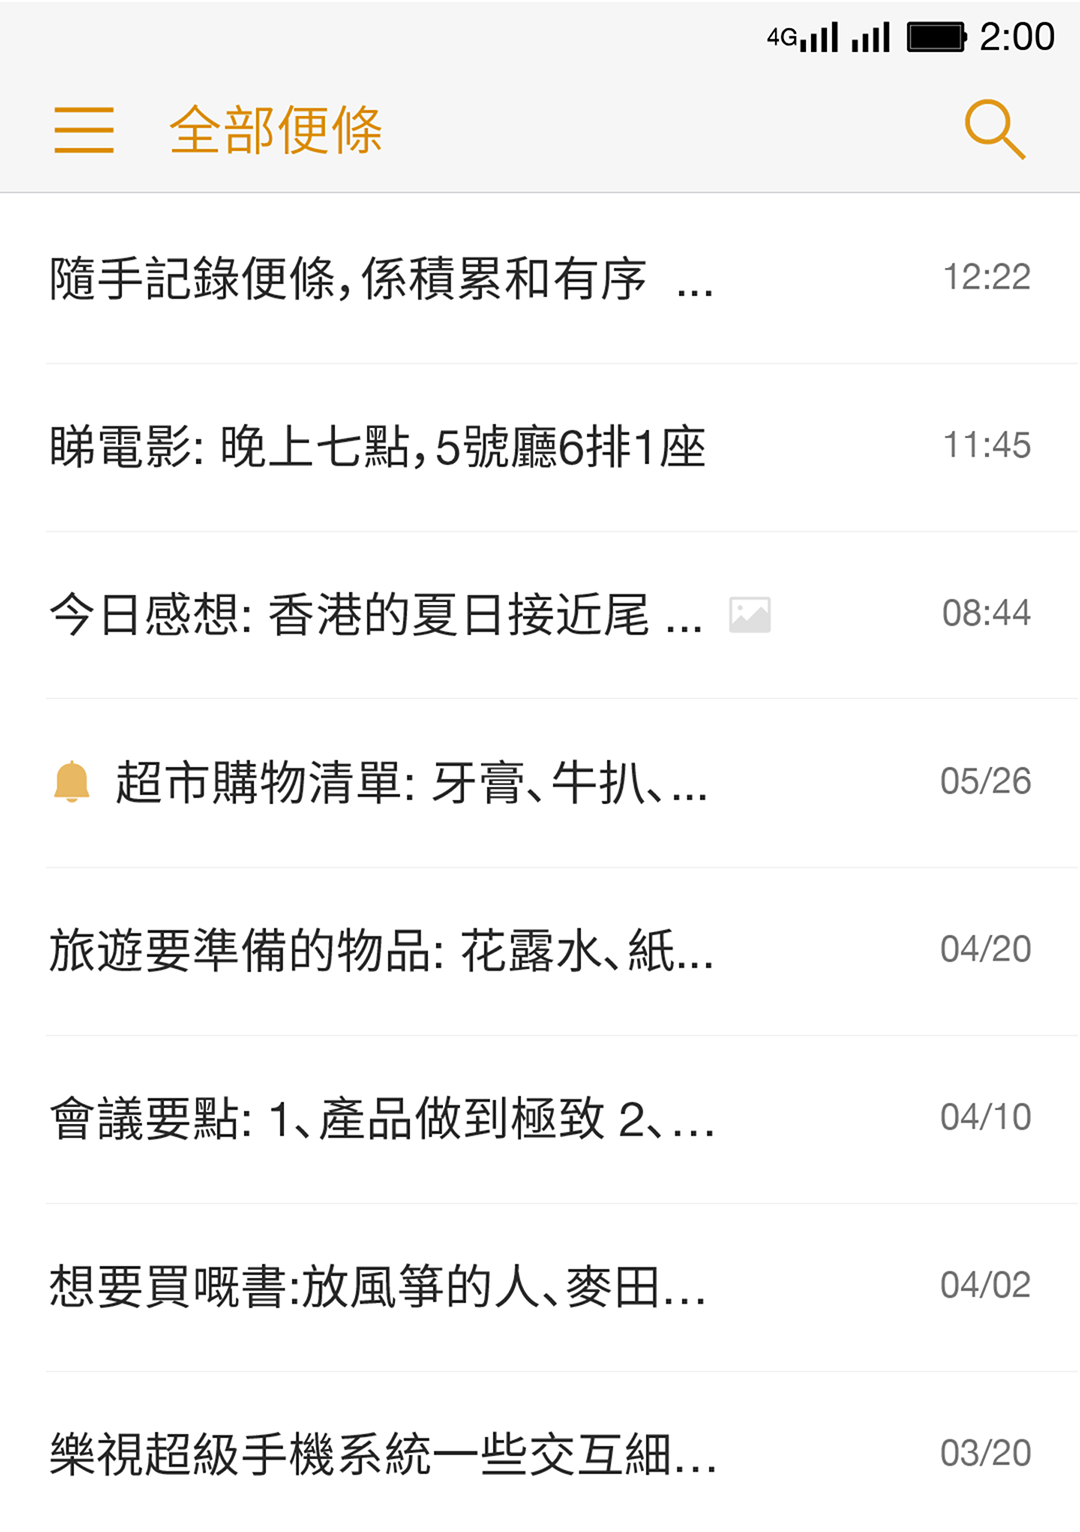 4G 2:00
全部便條
隨手記錄便條,係積累和有序 ... 12:22
睇電影: 晚上七點,5號廳6排1座 11:45
今日感想: 香港的夏日接近尾 ... 08:44
超市購物清單: 牙膏、牛扒、... 05/26
旅遊要準備的物品: 花露水、紙... 04/20
會議要點: 1、產品做到極致 2、... 04/10
想要買嘅書:放風箏的人、麥田... 04/02
樂視超級手機系統一些交互細... 03/20